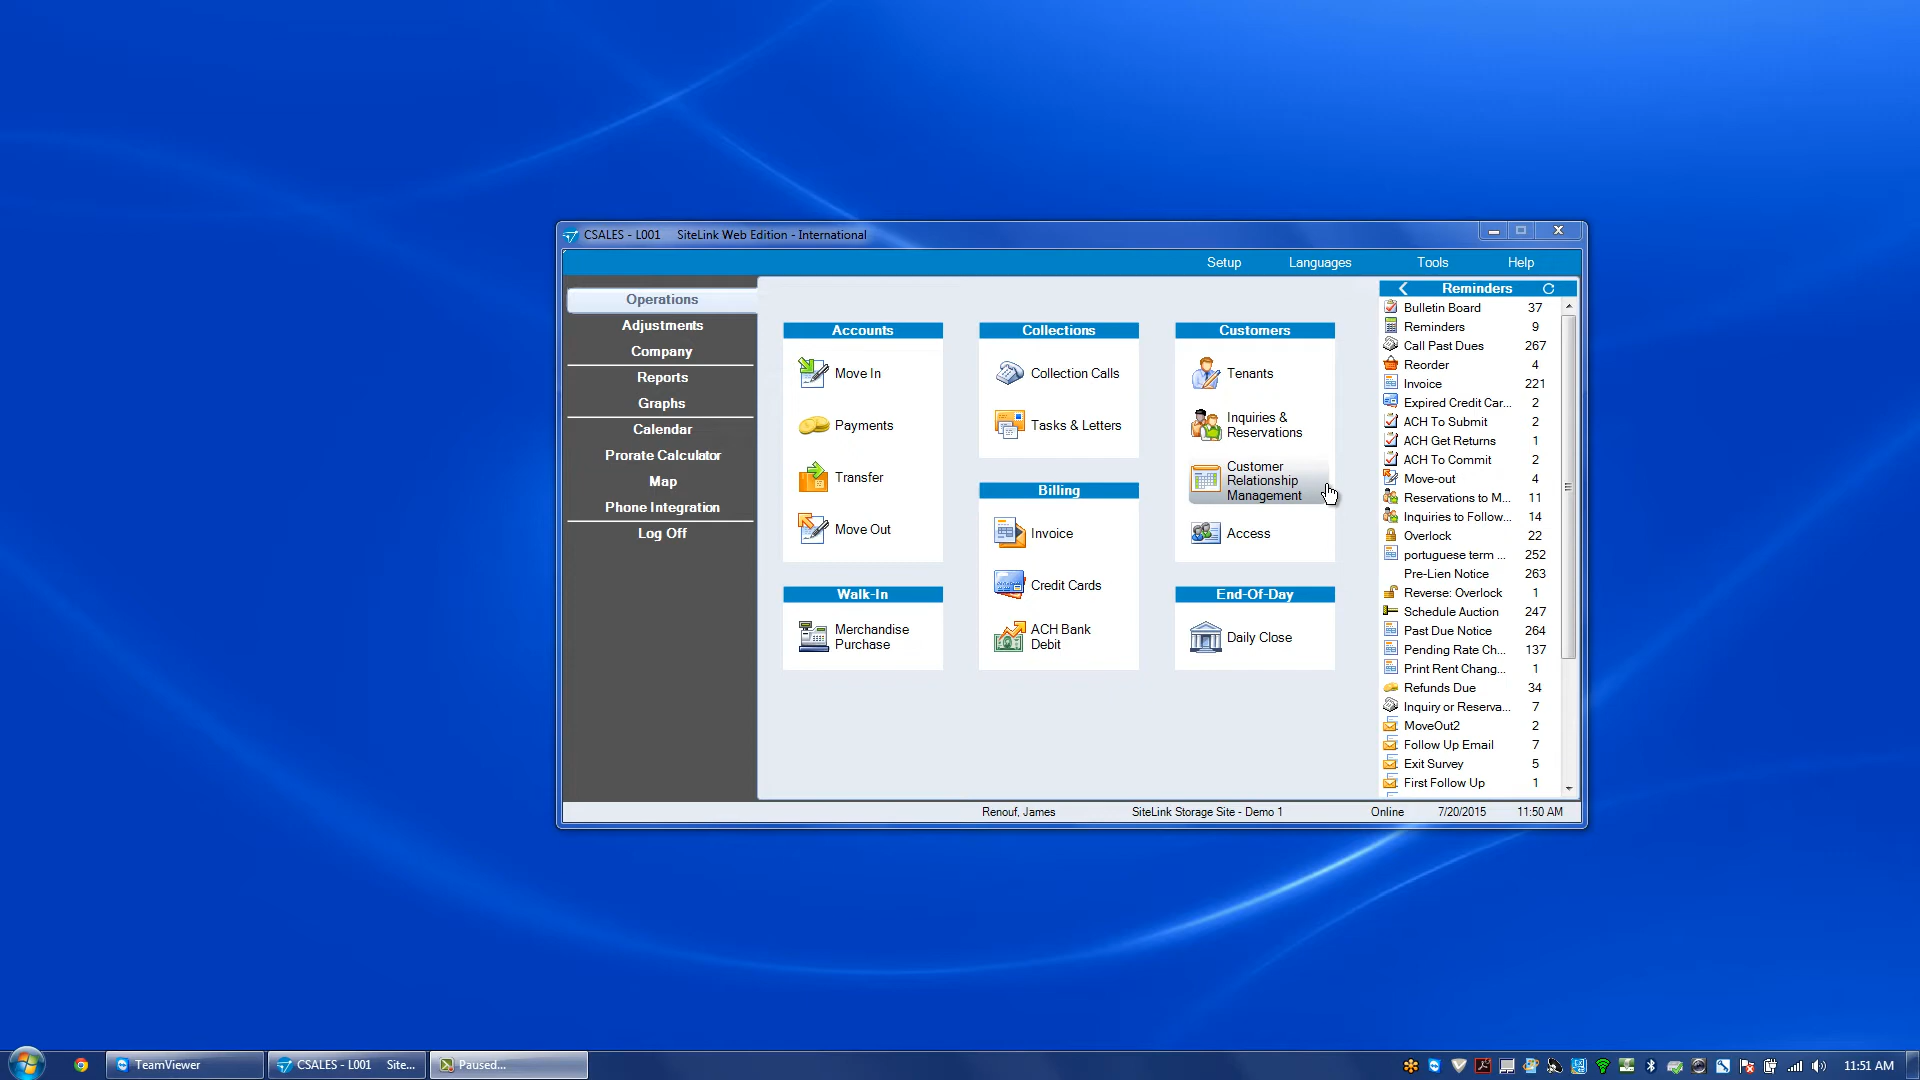 CSALES - L001 SiteLink Web Edition - International
Setup Languages Tools Help
Operations
Adjustments
Company
Reports
Graphs
Calendar
Prorate Calculator
Map
Phone Integration
Log Off
Accounts
Move In
Payments
Transfer
Move Out
Walk-In
Merchandise
Purchase
Collections
Collection Calls
Tasks & Letters
Billing
Invoice
Credit Cards
ACH Bank
Debit
Customers
Tenants
Inquiries &
Reservations
Customer
Relationship
Management
Access
End-Of-Day
Daily Close
Reminders
Bulletin Board 37
Reminders 9
Call Past Dues 267
Reorder 4
Invoice 221
Expired Credit Car... 2
ACH To Submit 2
ACH Get Returns 1
ACH To Commit 2
Move-out 4
Reservations to M... 11
Inquiries to Follow... 14
Overlock 22
portuguese term ... 252
Pre-Lien Notice 263
Reverse: Overlock 1
Schedule Auction 247
Past Due Notice 264
Pending Rate Ch... 137
Print Rent Chang... 1
Refunds Due 34
Inquiry or Reserva... 7
MoveOut2 2
Follow Up Email 7
Exit Survey 5
First Follow Up 1
Renouf, James SiteLink Storage Site - Demo 1 Online 7/20/2015 11:50 AM
TeamViewer CSALES - L001 Site... Paused... 11:51 AM